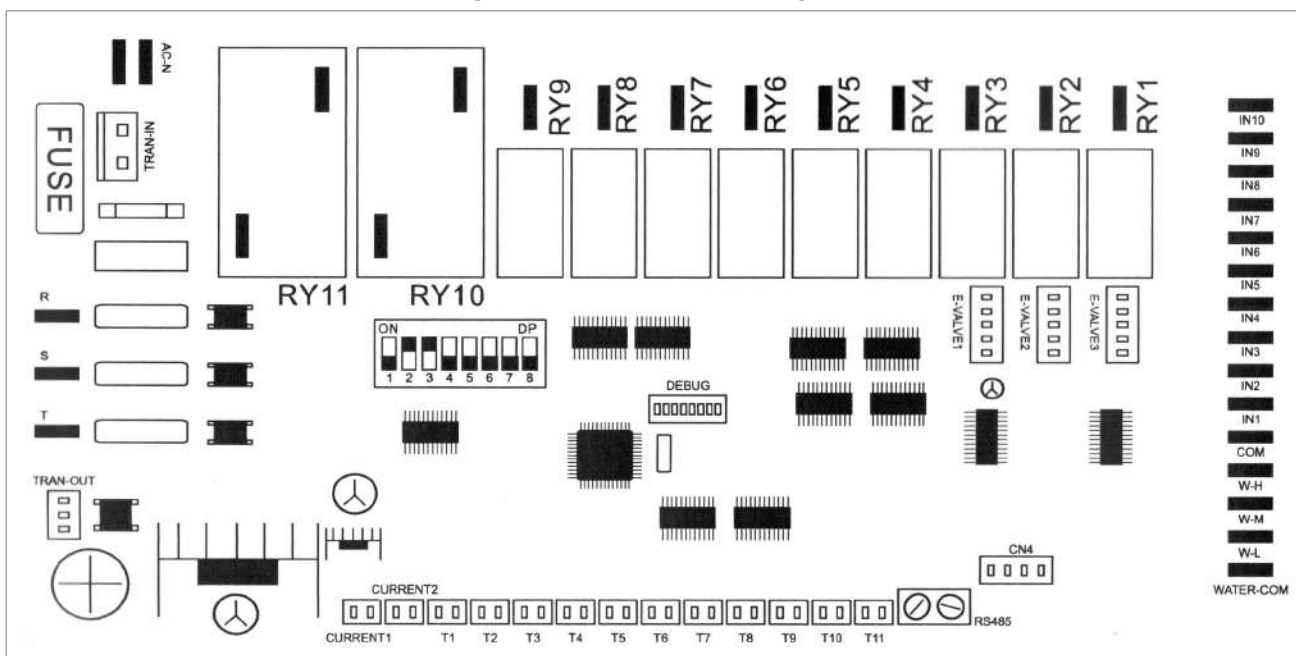 AC-N
FUSE
TRAN-IN
RY11
RY10
RY9
RY8
RY7
RY6
RY5
RY4
RY3
RY2
RY1
IN10
IN9
IN8
IN7
IN6
IN5
IN4
IN3
IN2
IN1
COM
W-H
W-M
W-L
WATER-COM
R
S
T
ON DP
1 2 3 4 5 6 7 8
DEBUG
E-VALVE1
E-VALVE2
E-VALVE3
TRAN-OUT
CN4
CURRENT2
CURRENT1 T1 T2 T3 T4 T5 T6 T7 T8 T9 T10 T11
RS485